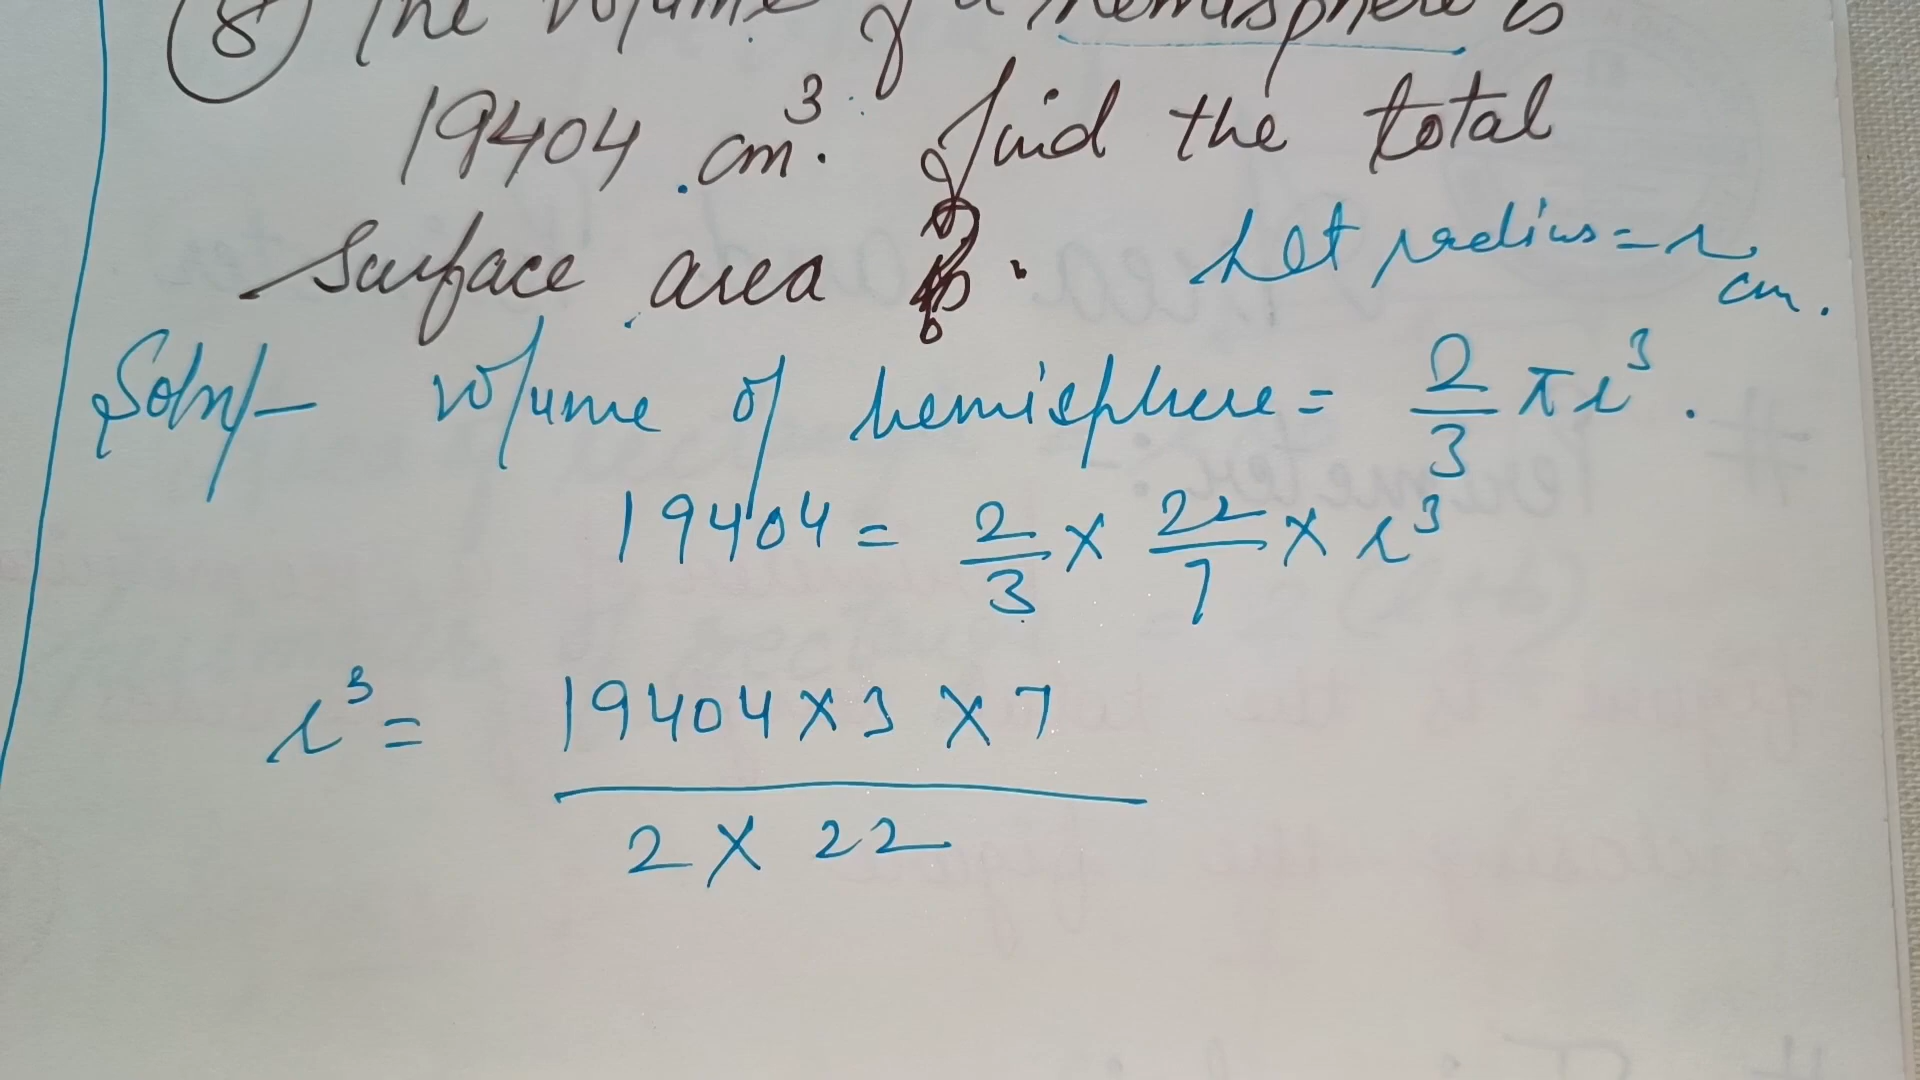 8 The volume of a hemisphere is
19404 cm³. find the total
surface area ?.
Let radius = r cm.
Soln/- volume of hemisphere = 2/3 πr³.
19404 = 2/3 × 22/7 × r³
r³ = 19404 × 3 × 7 / 2 × 22